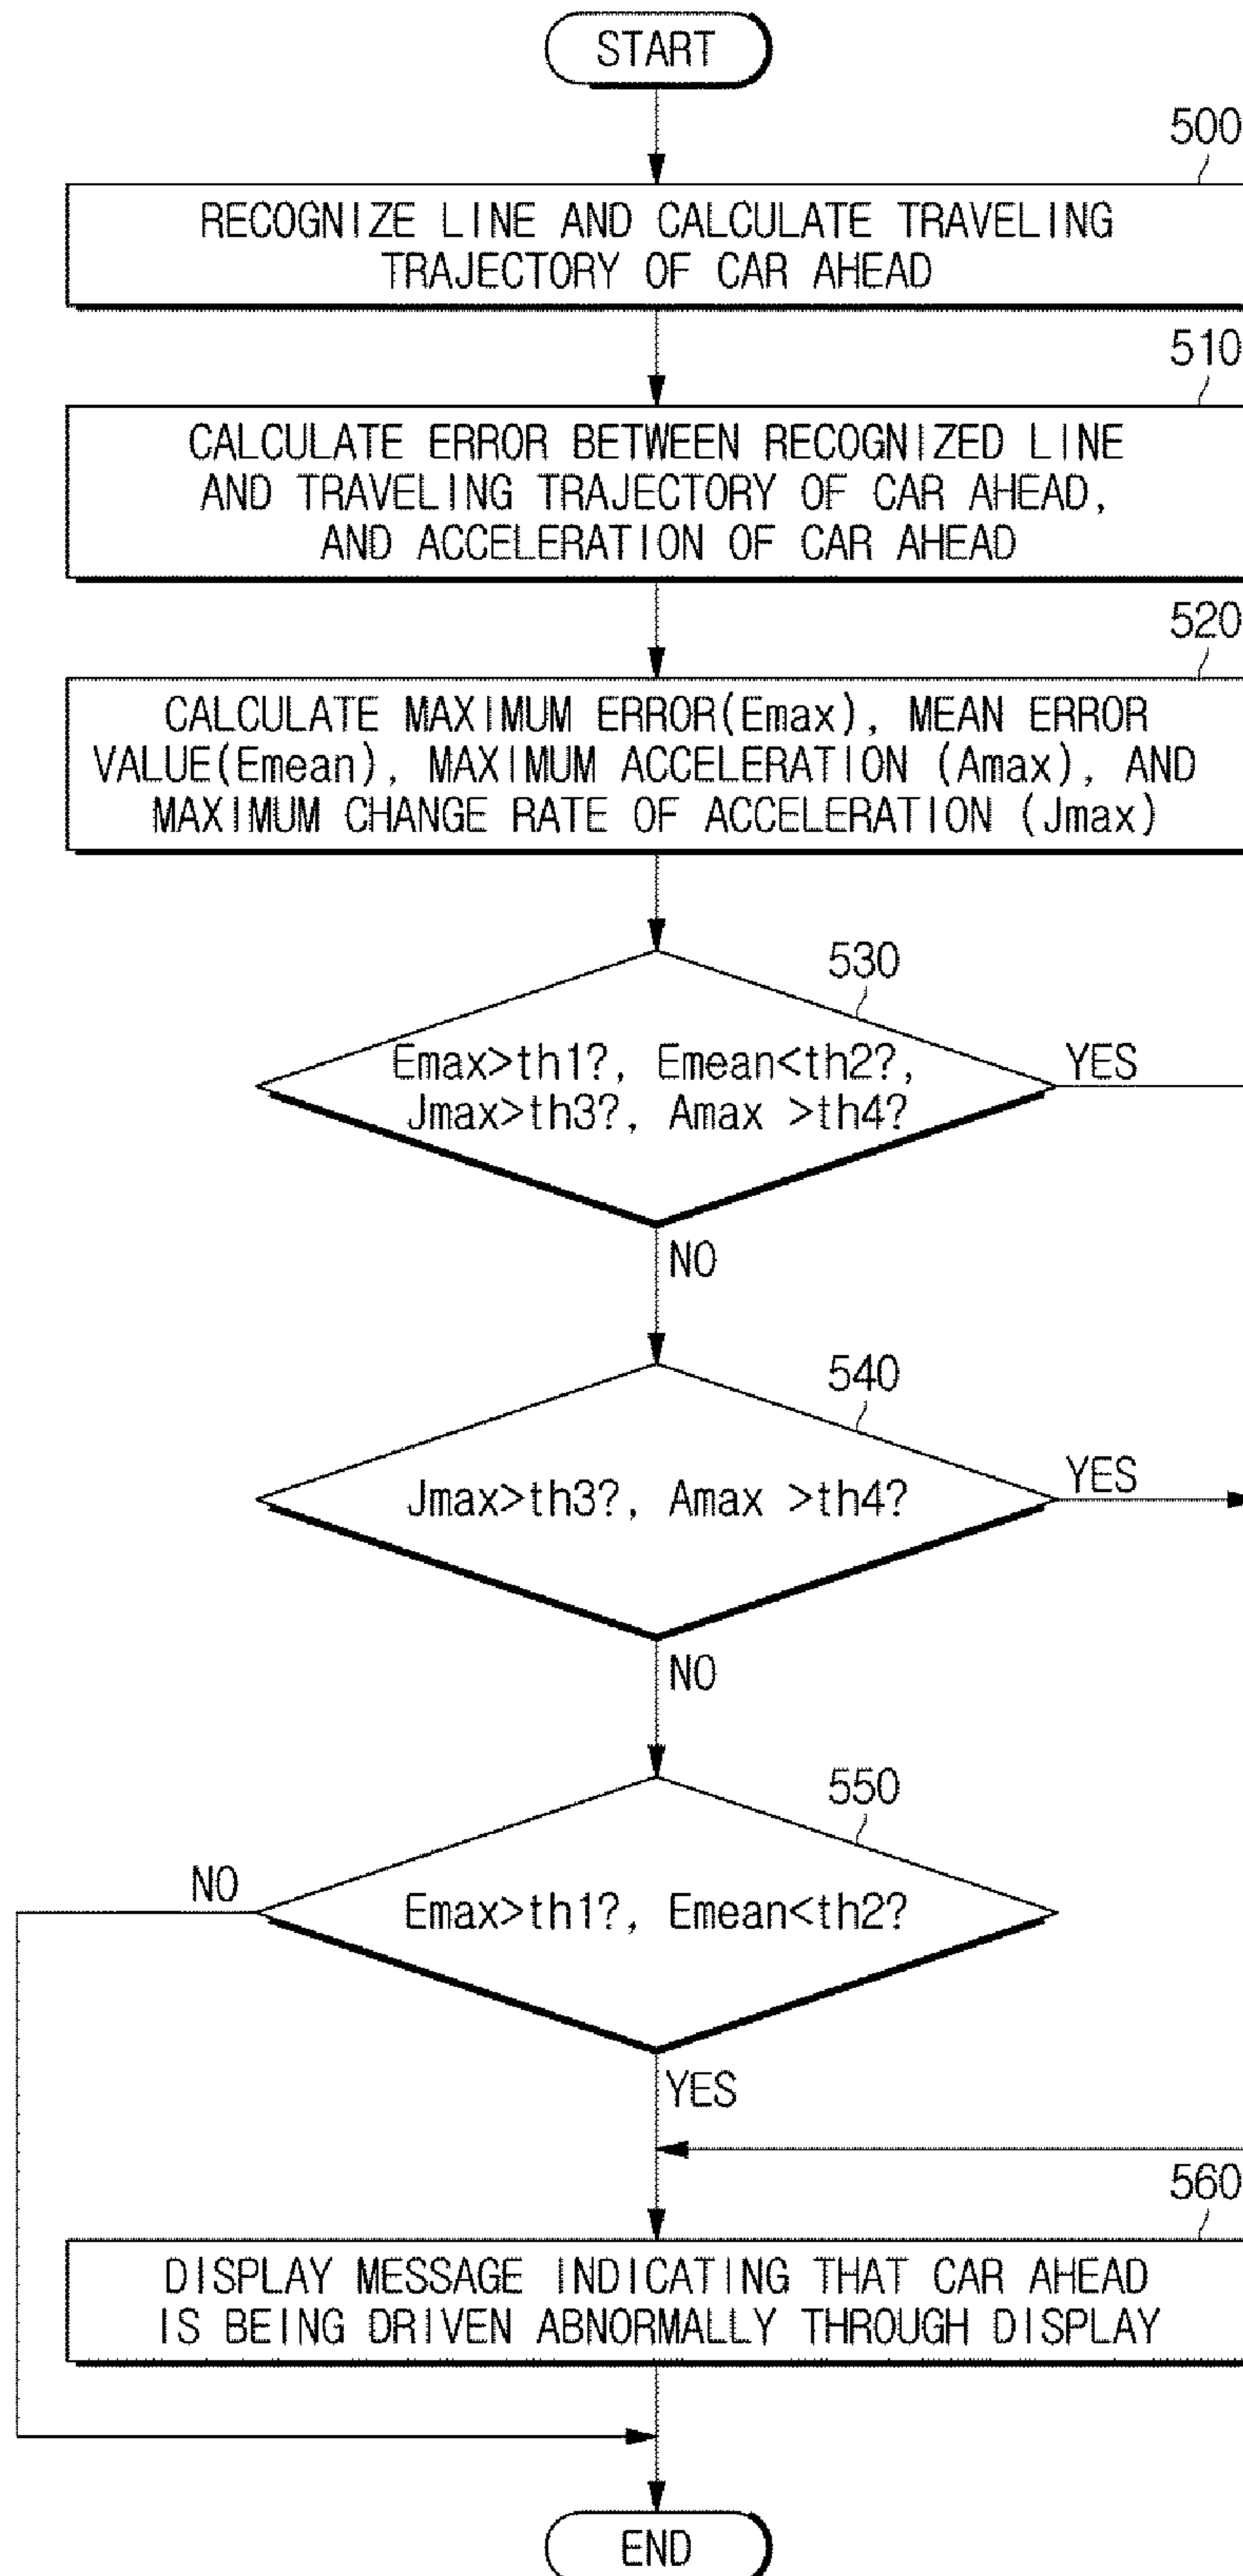 START
500
RECOGNIZE LINE AND CALCULATE TRAVELING
TRAJECTORY OF CAR AHEAD
510
CALCULATE ERROR BETWEEN RECOGNIZED LINE
AND TRAVELING TRAJECTORY OF CAR AHEAD,
AND ACCELERATION OF CAR AHEAD
520
CALCULATE MAXIMUM ERROR(Emax), MEAN ERROR
VALUE(Emean), MAXIMUM ACCELERATION (Amax), AND
MAXIMUM CHANGE RATE OF ACCELERATION (Jmax)
530
Emax>th1?, Emean<th2?,
Jmax>th3?, Amax >th4?
YES
NO
540
Jmax>th3?, Amax >th4?
YES
NO
550
NO
Emax>th1?, Emean<th2?
YES
560
DISPLAY MESSAGE INDICATING THAT CAR AHEAD
IS BEING DRIVEN ABNORMALLY THROUGH DISPLAY
END